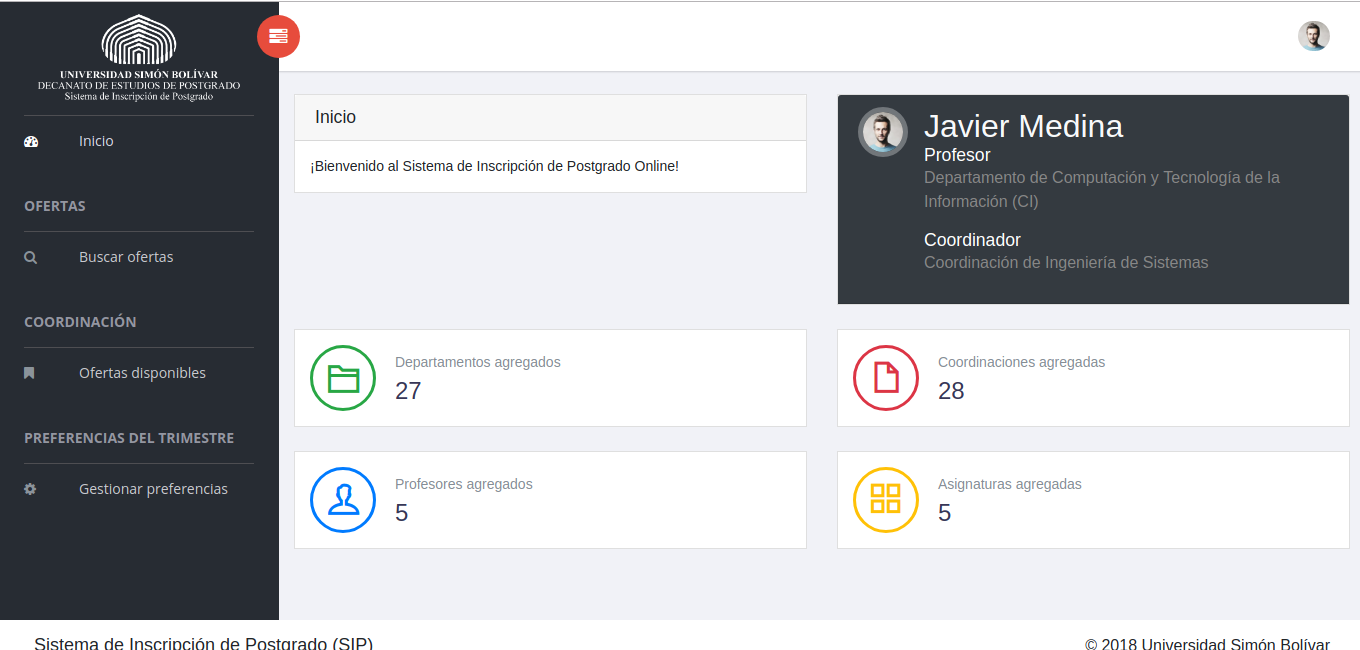 UNIVERSIDAD SIMÓN BOLÍVAR
DECANATO DE ESTUDIOS DE POSTGRADO
Sistema de Inscripción de Postgrado
Inicio
OFERTAS
Buscar ofertas
COORDINACIÓN
Ofertas disponibles
PREFERENCIAS DEL TRIMESTRE
Gestionar preferencias
Inicio
¡Bienvenido al Sistema de Inscripción de Postgrado Online!
Javier Medina
Profesor
Departamento de Computación y Tecnología de la
Información (CI)
Coordinador
Coordinación de Ingeniería de Sistemas
Departamentos agregados
27
Coordinaciones agregadas
28
Profesores agregados
5
Asignaturas agregadas
5
Sistema de Inscripción de Postgrado (SIP)
© 2018 Universidad Simón Bolívar